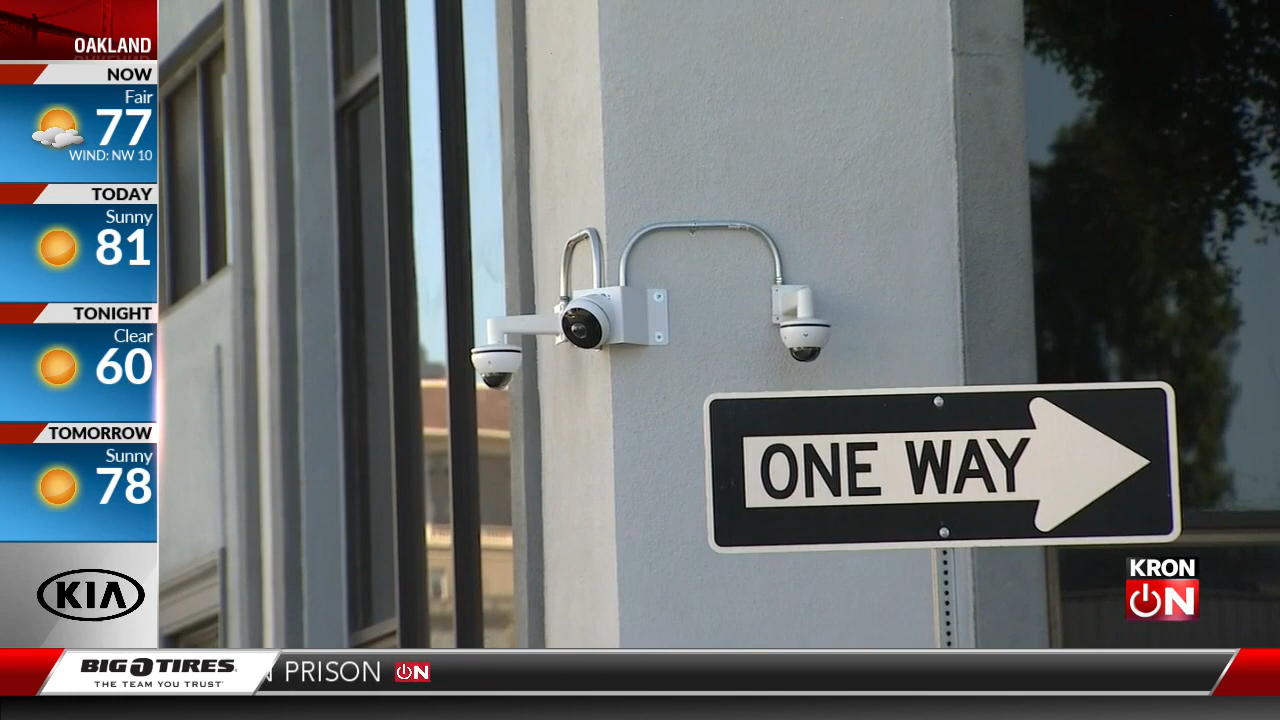 OAKLAND
NOW
Fair
77
WIND: NW 10
TODAY
Sunny
81
TONIGHT
Clear
60
TOMORROW
Sunny
78
KIA
ONE WAY
KRON
ON
BIG O TIRES
THE TEAM YOU TRUST
PRISON ON